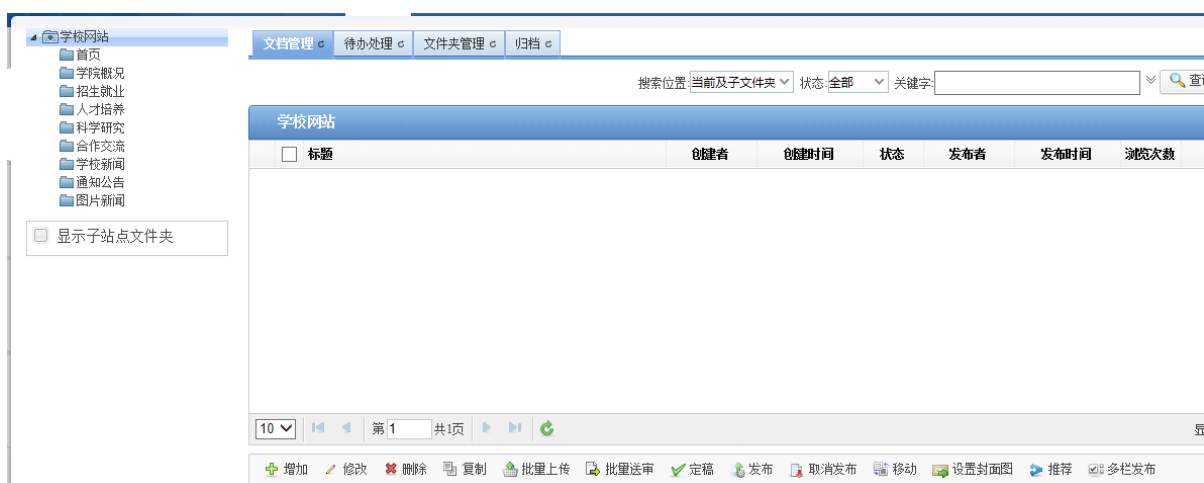 学校网站
首页
学院概况
招生就业
人才培养
科学研究
合作交流
学校新闻
通知公告
图片新闻
显示子站点文件夹
文档管理 待办处理 文件夹管理 归档
搜索位置:当前及子文件夹 状态:全部 关键字:
学校网站
标题 创建者 创建时间 状态 发布者 发布时间 浏览次数
10 第 1 共1页
增加 修改 删除 复制 批量上传 批量送审 定稿 发布 取消发布 移动 设置封面图 推荐 多栏发布